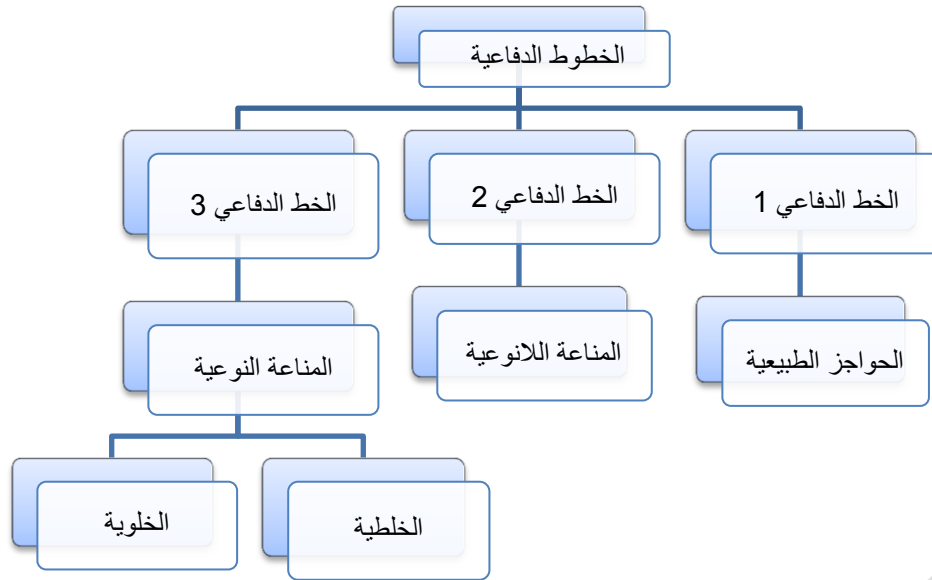 الخطوط الدفاعية
الخط الدفاعي 1
الخط الدفاعي 2
الخط الدفاعي 3
الحواجز الطبيعية
المناعة اللانوعية
المناعة النوعية
الخلطية
الخلوية